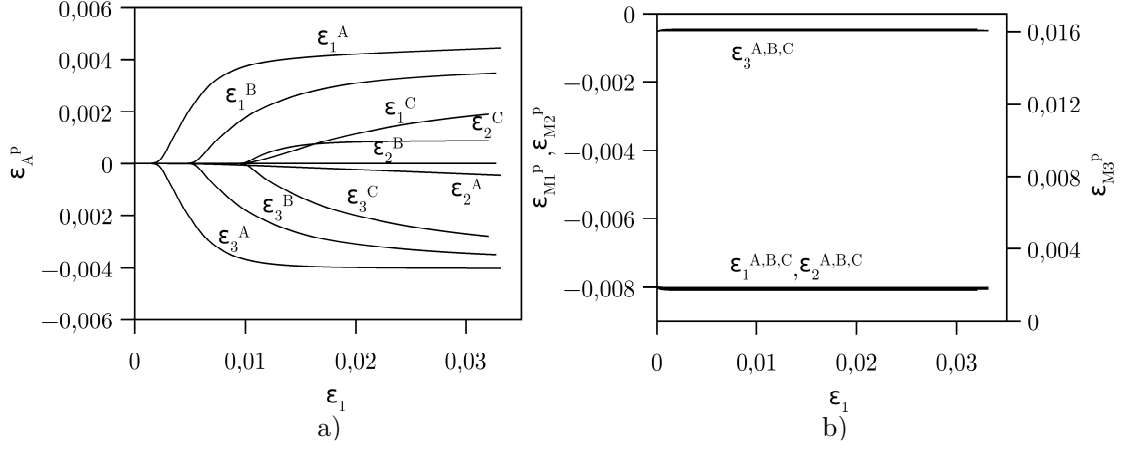 0,006
0,004
0,002
0
0,002
−0,004
−0,006
ε_A^p
ε_1^A
ε_1^B
ε_1^C
ε_2^C
ε_2^B
ε_2^A
ε_3^C
ε_3^B
ε_3^A
0 0,01 0,02 0,03
ε_1
a)
0
−0,002
−0,004
−0,006
−0,008
ε_M1^p, ε_M2^p
ε_3^A,B,C
ε_1^A,B,C,ε_2^A,B,C
0,016
0,012
0,008
0,004
0
ε_M3^p
0 0,01 0,02 0,03
ε_1
b)